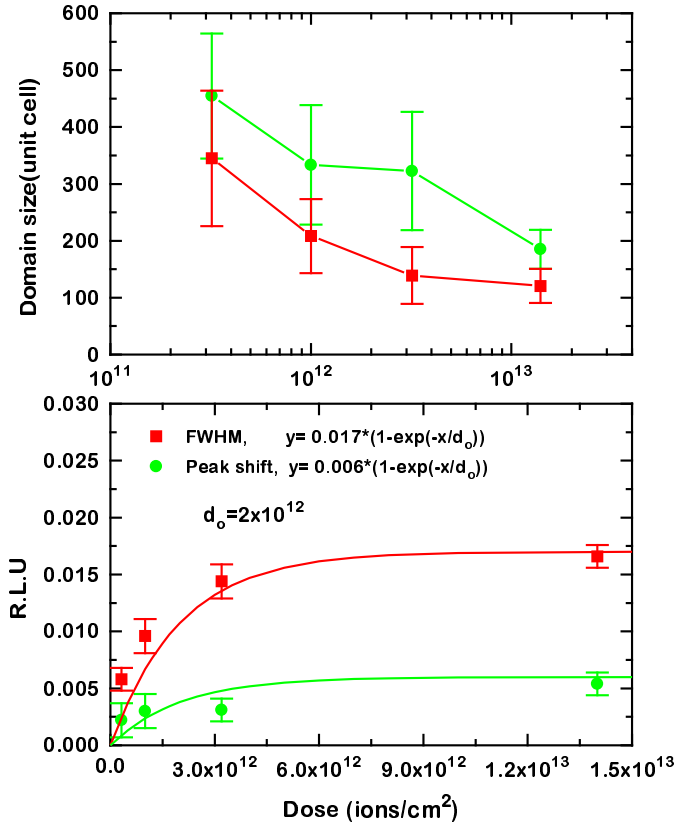 600
500
400
300
200
100
0
Domain size(unit cell)
10^11 10^12 10^13
0.030
0.025
0.020
0.015
0.010
0.005
0.000
R.L.U
FWHM, y= 0.017*(1-exp(-x/d_o))
Peak shift, y= 0.006*(1-exp(-x/d_o))
d_o=2x10^12
0.0 3.0x10^12 6.0x10^12 9.0x10^12 1.2x10^13 1.5x10^13
Dose (ions/cm^2)